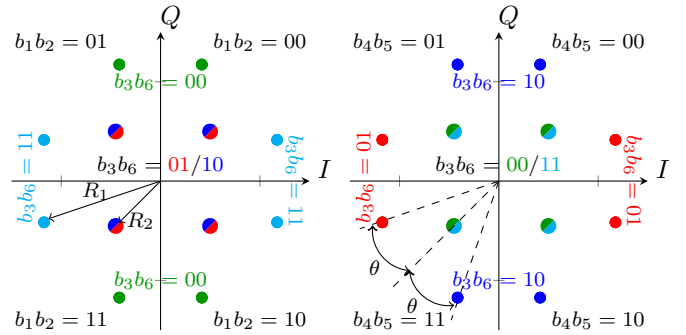 Q
b₁b₂ = 01
b₁b₂ = 00
b₃b₆ = 00
b₃b₆ = 11
b₃b₆ = 01/10
b₃b₆ = 11
I
R₁
R₂
b₃b₆ = 00
b₁b₂ = 11
b₁b₂ = 10
Q
b₄b₅ = 01
b₄b₅ = 00
b₃b₆ = 10
b₃b₆ = 01
b₃b₆ = 00/11
b₃b₆ = 01
I
θ
θ
b₃b₆ = 10
b₄b₅ = 11
b₄b₅ = 10